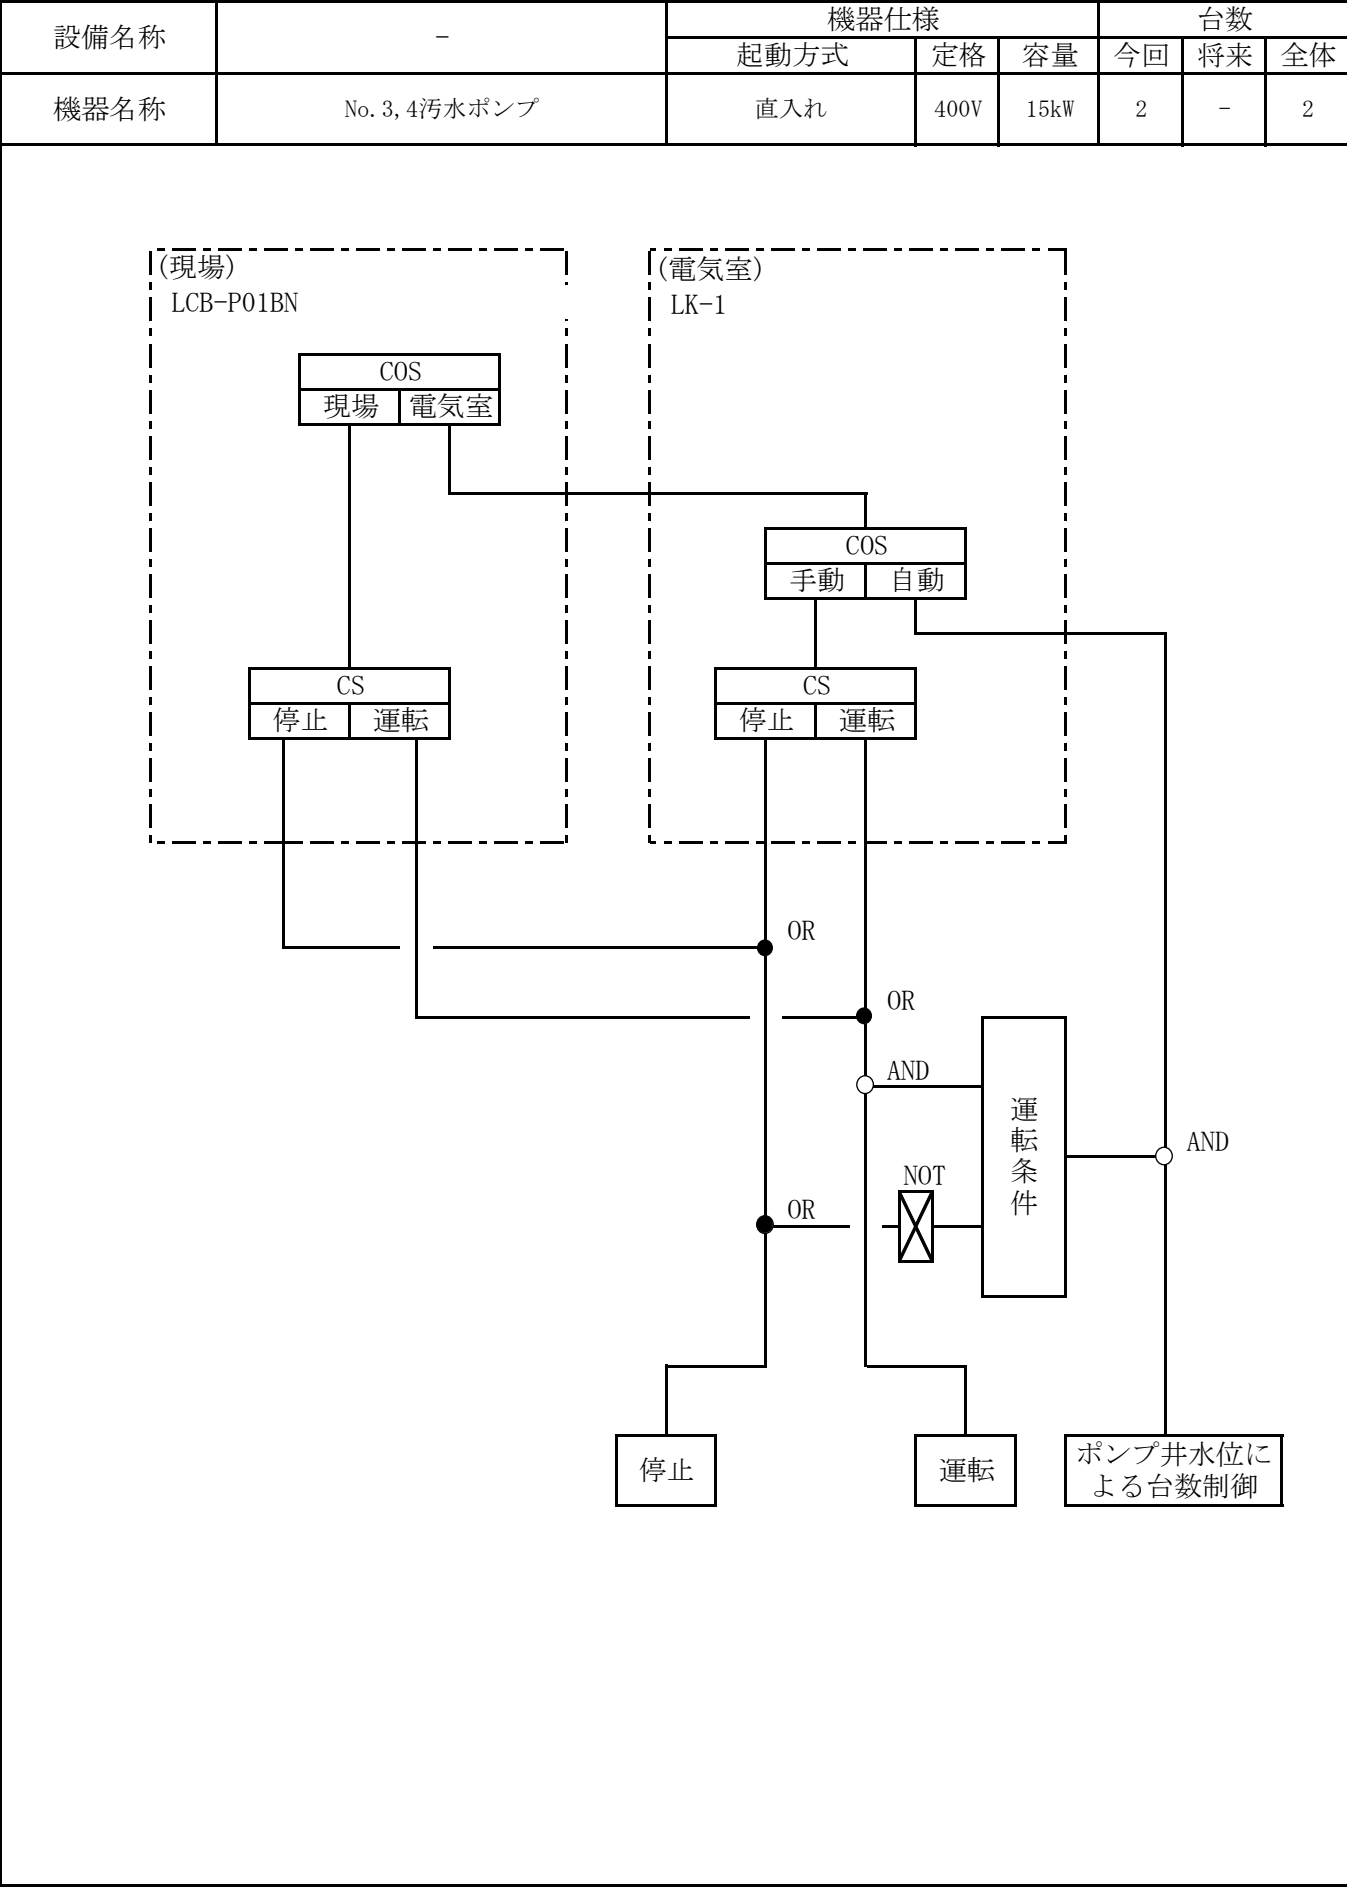 設備名称 - 機器仕様 台数
起動方式 定格 容量 今回 将来 全体
機器名称 No.3,4汚水ポンプ 直入れ 400V 15kW 2 - 2
(現場)
LCB-P01BN
(電気室)
LK-1
COS
現場 電気室
COS
手動 自動
CS
停止 運転
CS
停止 運転
OR
OR
AND
運転条件
AND
NOT
OR
停止
運転
ポンプ井水位に
よる台数制御